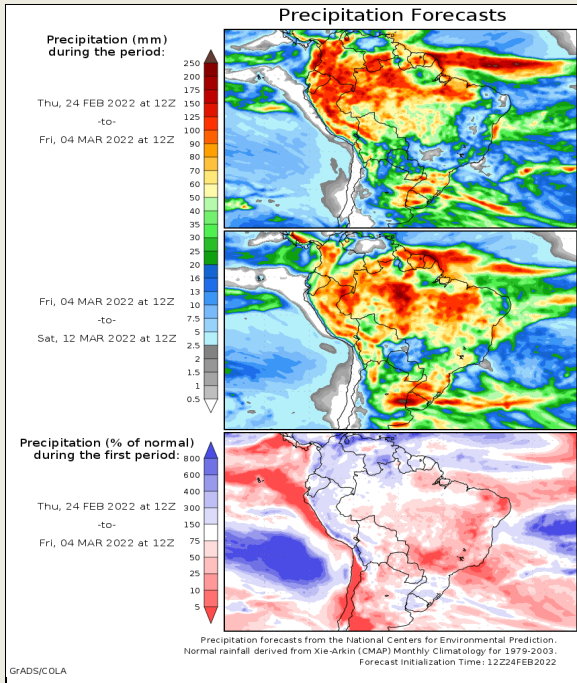 Precipitation Forecasts
Precipitation (mm)
during the period:
Thu, 24 FEB 2022 at 12Z
-to-
Fri, 04 MAR 2022 at 12Z
Fri, 04 MAR 2022 at 12Z
-to-
Sat, 12 MAR 2022 at 12Z
250
200
175
150
125
100
90
80
70
60
50
40
35
30
25
20
16
13
10
7.5
5
2.5
2
1
0.5
Precipitation (% of normal)
during the first period:
Thu, 24 FEB 2022 at 12Z
-to-
Fri, 04 MAR 2022 at 12Z
800
600
400
300
150
75
50
25
10
5
Precipitation forecasts from the National Centers for Environmental Prediction.
Normal rainfall derived from Xie-Arkin (CMAP) Monthly Climatology for 1979-2003.
Forecast Initialization Time: 12Z24FEB2022
GrADS/COLA